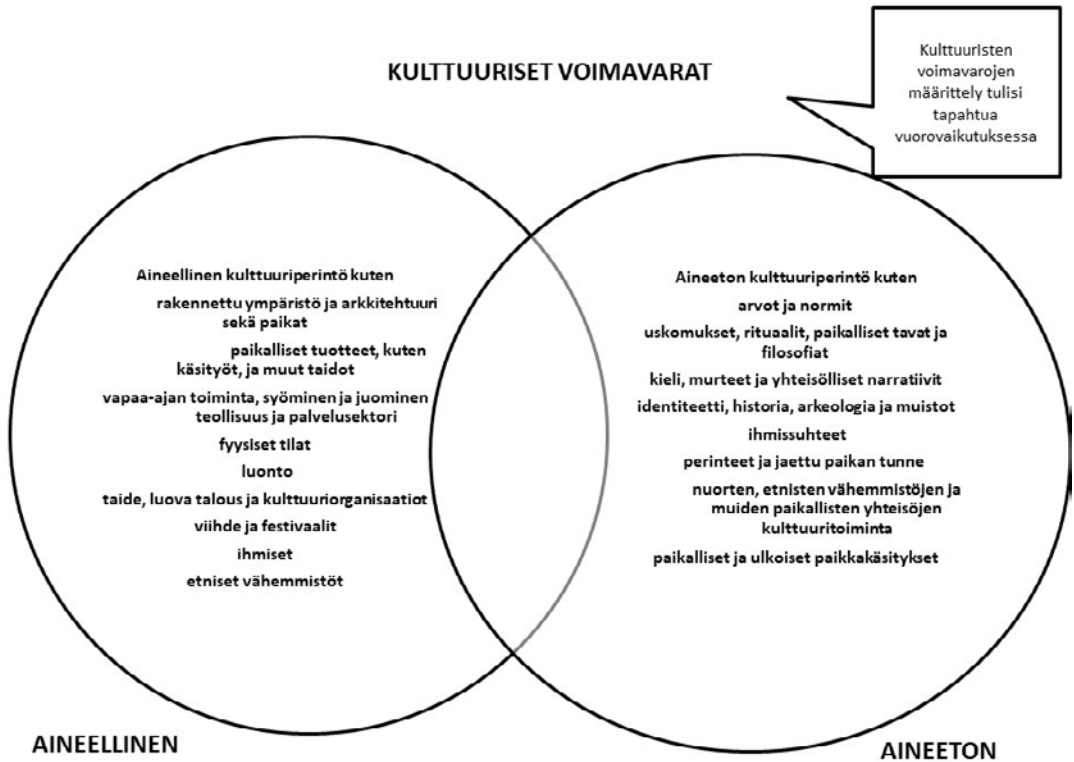 KULTTUURISET VOIMAVARAT
Kulttuuristen
voimavarojen
määrittely tulisi
tapahtua
vuorovaikutuksessa
Aineellinen kulttuuriperintö kuten
rakennettu ympäristö ja arkkitehtuuri
sekä paikat
paikalliset tuotteet, kuten
käsityöt, ja muut taidot
vapaa-ajan toiminta, syöminen ja juominen
teollisuus ja palvelusektori
fyysiset tilat
luonto
taide, luova talous ja kulttuuriorganisaatiot
viihde ja festivaalit
ihmiset
etniset vähemmistöt
Aineeton kulttuuriperintö kuten
arvot ja normit
uskomukset, rituaalit, paikalliset tavat ja
filosofiat
kieli, murteet ja yhteisölliset narratiivit
identiteetti, historia, arkeologia ja muistot
ihmissuhteet
perinteet ja jaettu paikan tunne
nuorten, etnisten vähemmistöjen ja
muiden paikallisten yhteisöjen
kulttuuritoiminta
paikalliset ja ulkoiset paikkakäsitykset
AINEELLINEN
AINEETON